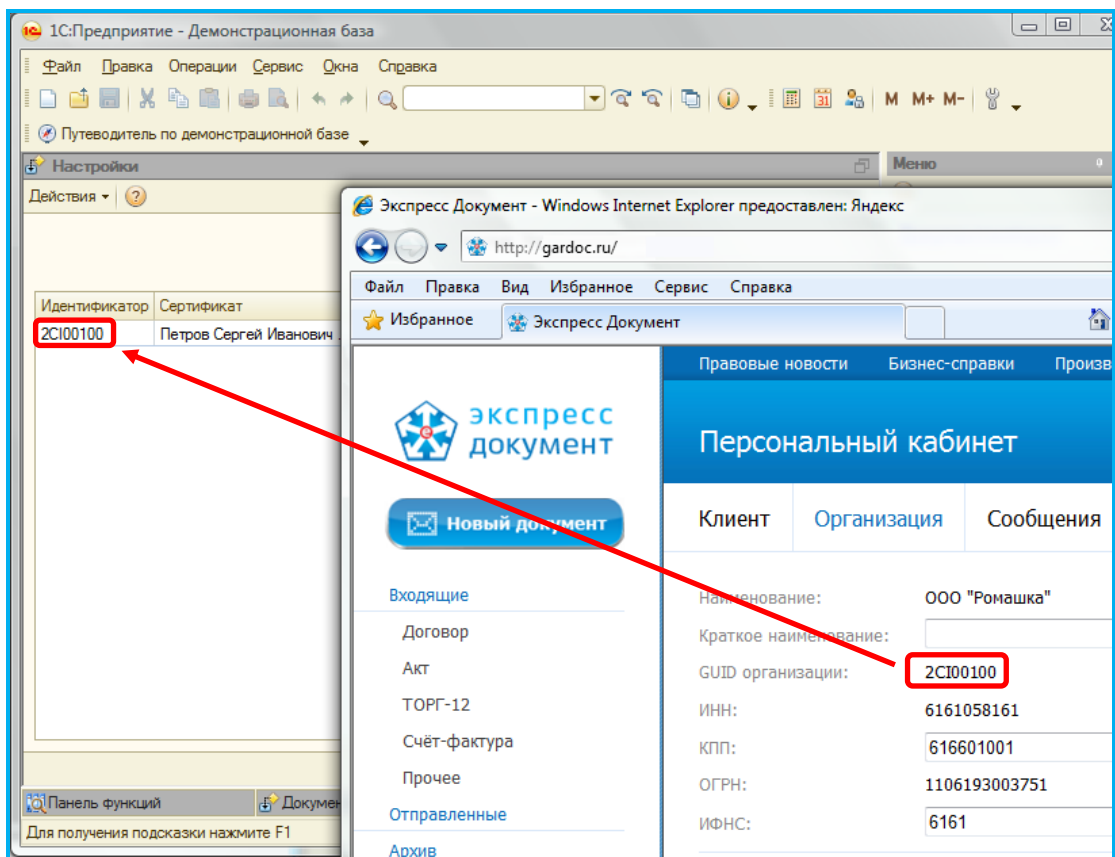 1С:Предприятие - Демонстрационная база
Файл Правка Операции Сервис Окна Справка
M M+ M-
Путеводитель по демонстрационной базе
Настройки
Меню
Действия
Идентификатор Сертификат
2CI00100 Петров Сергей Иванович
Панель функций
Для получения подсказки нажмите F1
Экспресс Документ - Windows Internet Explorer предоставлен: Яндекс
http://gardoc.ru/
Файл Правка Вид Избранное Сервис Справка
Избранное Экспресс Документ
Правовые новости Бизнес-справки
экспресс
документ
Персональный кабинет
Новый документ
Клиент Организация Сообщения
Входящие
Договор
Акт
ТОРГ-12
Счёт-фактура
Прочее
Отправленные
Архив
Наименование: ООО "Ромашка"
Краткое наименование:
GUID организации: 2CI00100
ИНН: 6161058161
КПП: 616601001
ОГРН: 1106193003751
ИФНС: 6161